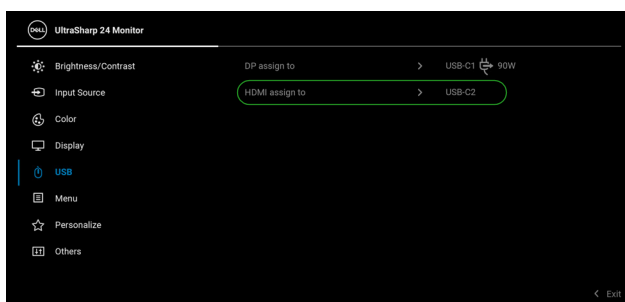 DELL UltraSharp 24 Monitor
Brightness/Contrast DP assign to > USB-C1 90W
Input Source HDMI assign to > USB-C2
Color
Display
USB
Menu
Personalize
Others
< Exit